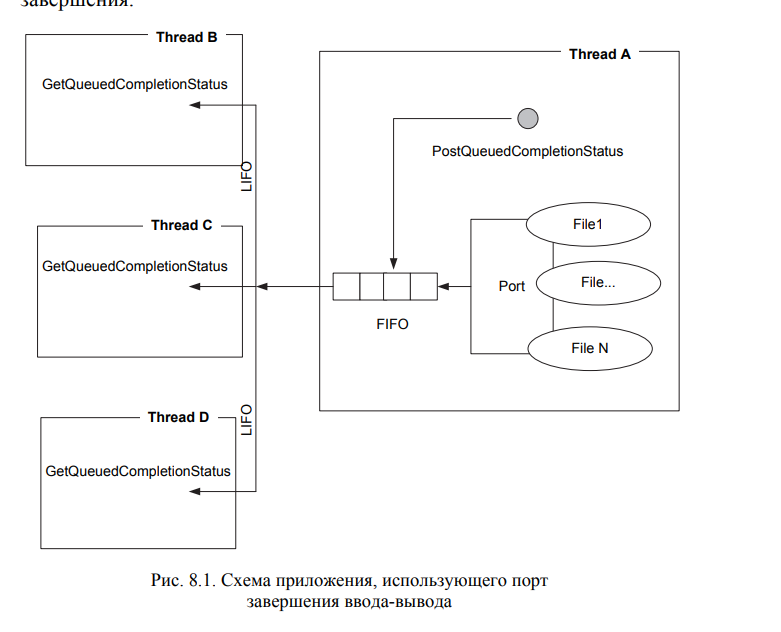 завершения.
Thread B
GetQueuedCompletionStatus
LIFO
Thread A
PostQueuedCompletionStatus
File1
Port
File...
File N
FIFO
Thread C
GetQueuedCompletionStatus
LIFO
Thread D
GetQueuedCompletionStatus
Рис. 8.1. Схема приложения, использующего порт
завершения ввода-вывода